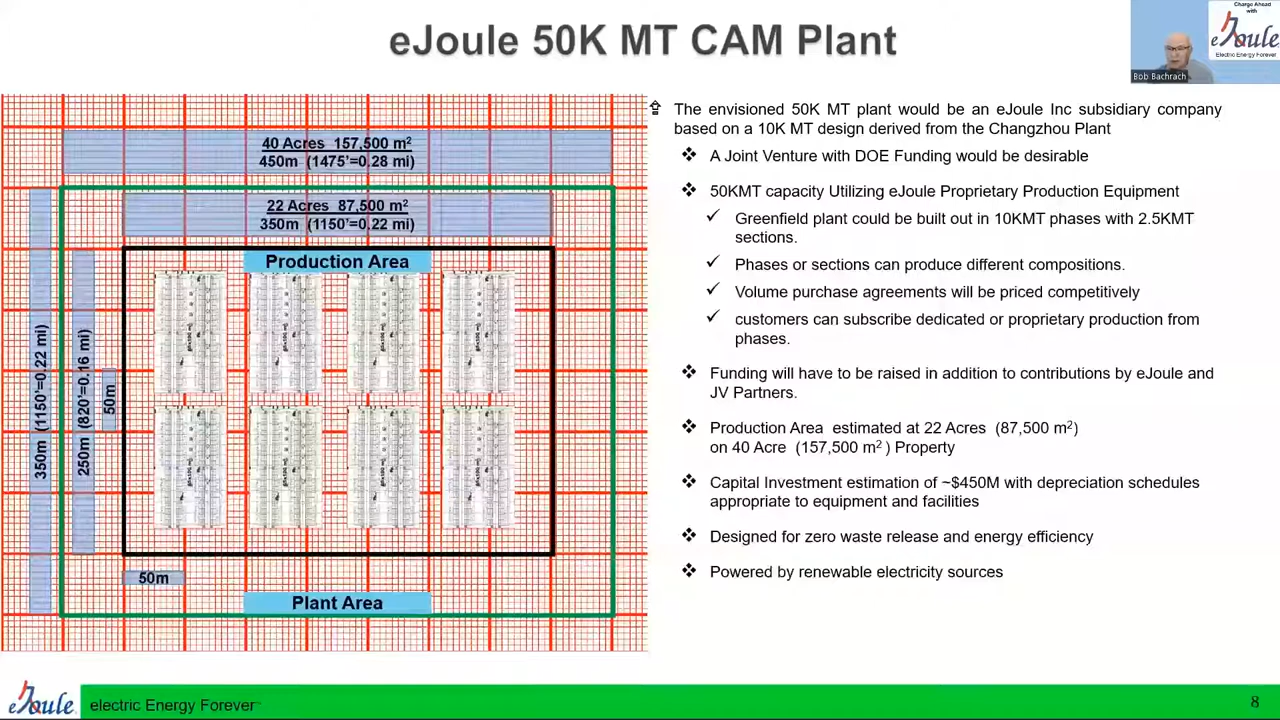 eJoule 50K MT CAM Plant
Charge Ahead
with
eJoule
Electric Energy Forever
Bob Bachrach
40 Acres 157,500 m²
450m (1475'=0.28 mi)
22 Acres 87,500 m²
350m (1150'=0.22 mi)
Production Area
350m (1150'=0.22 mi)
250m (820'=0.16 mi)
50m
50m
Plant Area
The envisioned 50K MT plant would be an eJoule Inc subsidiary company
based on a 10K MT design derived from the Changzhou Plant
❖ A Joint Venture with DOE Funding would be desirable
❖ 50KMT capacity Utilizing eJoule Proprietary Production Equipment
✓ Greenfield plant could be built out in 10KMT phases with 2.5KMT
sections.
✓ Phases or sections can produce different compositions.
✓ Volume purchase agreements will be priced competitively
✓ customers can subscribe dedicated or proprietary production from
phases.
❖ Funding will have to be raised in addition to contributions by eJoule and
JV Partners.
❖ Production Area estimated at 22 Acres (87,500 m²)
on 40 Acre (157,500 m² ) Property
❖ Capital Investment estimation of ~$450M with depreciation schedules
appropriate to equipment and facilities
❖ Designed for zero waste release and energy efficiency
❖ Powered by renewable electricity sources
eJoule
electric Energy Forever
8